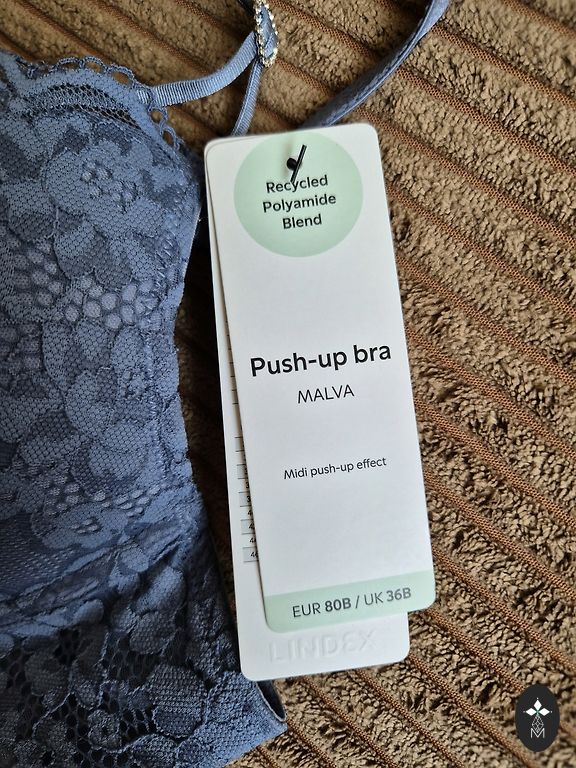 Recycled
Polyamide
Blend
Push-up bra
MALVA
Midi push-up effect
EUR 80B / UK 36B
LINDEX